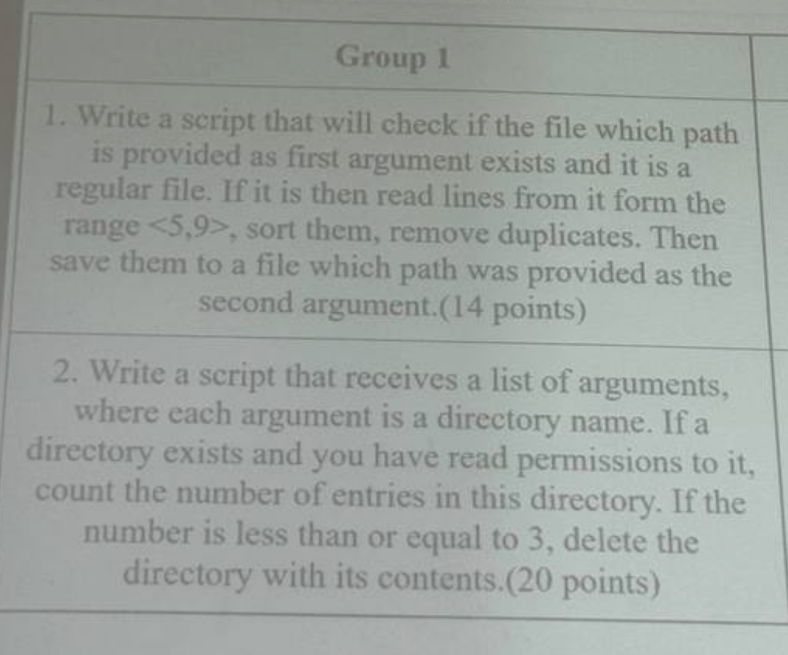 Group 1
1. Write a script that will check if the file which path
is provided as first argument exists and it is a
regular file. If it is then read lines from it form the
range <5,9>, sort them, remove duplicates. Then
save them to a file which path was provided as the
second argument.(14 points)
2. Write a script that receives a list of arguments,
where each argument is a directory name. If a
directory exists and you have read permissions to it,
count the number of entries in this directory. If the
number is less than or equal to 3, delete the
directory with its contents.(20 points)